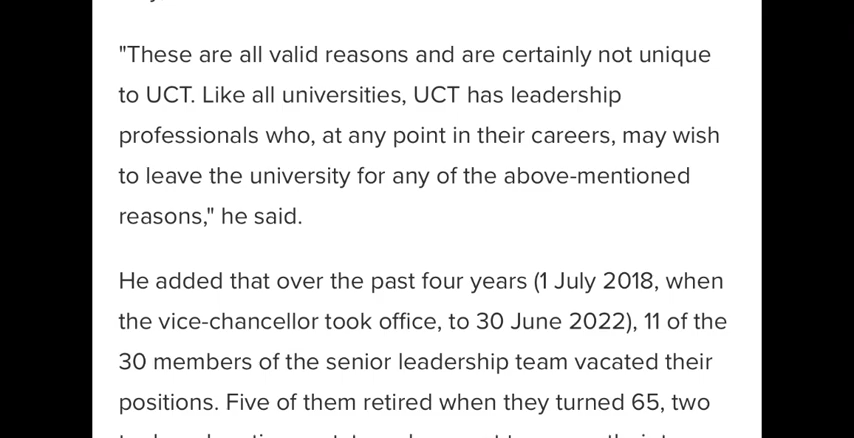 "These are all valid reasons and are certainly not unique
to UCT. Like all universities, UCT has leadership
professionals who, at any point in their careers, may wish
to leave the university for any of the above-mentioned
reasons," he said.
He added that over the past four years (1 July 2018, when
the vice-chancellor took office, to 30 June 2022), 11 of the
30 members of the senior leadership team vacated their
positions. Five of them retired when they turned 65, two